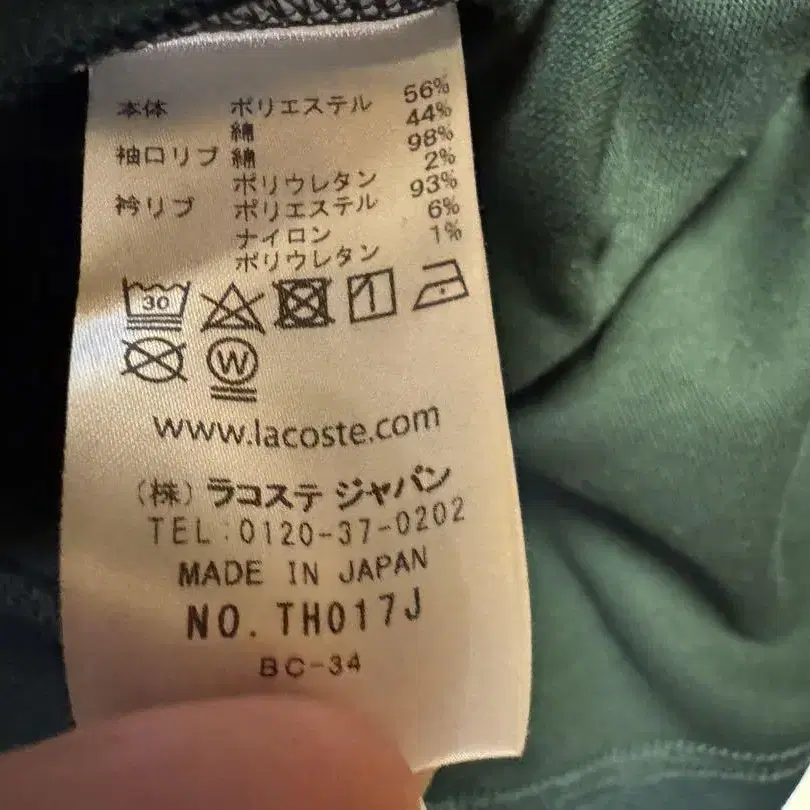 本体 ポリエステル 56%
綿 44%
袖口リブ 綿 98%
ポリウレタン 2%
衿リブ ポリエステル 93%
ナイロン 6%
ポリウレタン 1%
30
W
www.lacoste.com
(株) ラコステ ジャパン
TEL:0120-37-0202
MADE IN JAPAN
NO. TH017J
BC-34